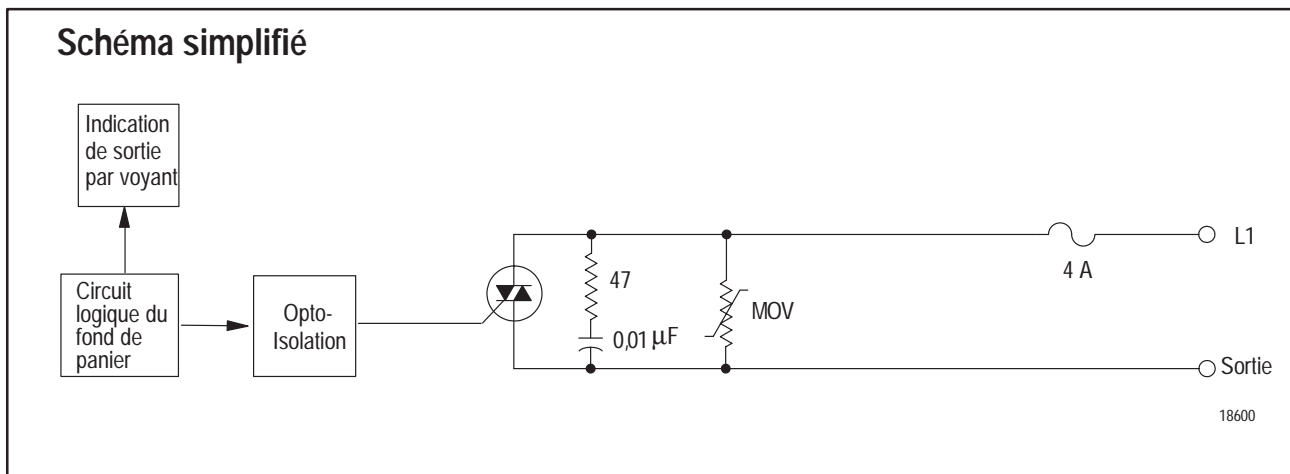 Schéma simplifié
Indication
de sortie
par voyant
Circuit
logique du
fond de
panier
Opto-
Isolation
47
0,01 µF
MOV
4 A
L1
Sortie
18600